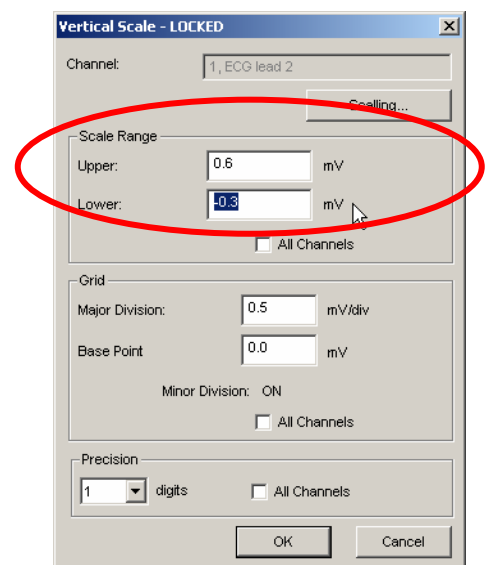 Vertical Scale - LOCKED
Channel: 1, ECG lead 2
Scalling...
Scale Range
Upper: 0.6 mV
Lower: -0.3 mV
All Channels
Grid
Major Division: 0.5 mV/div
Base Point 0.0 mV
Minor Division: ON
All Channels
Precision
1 digits All Channels
OK Cancel